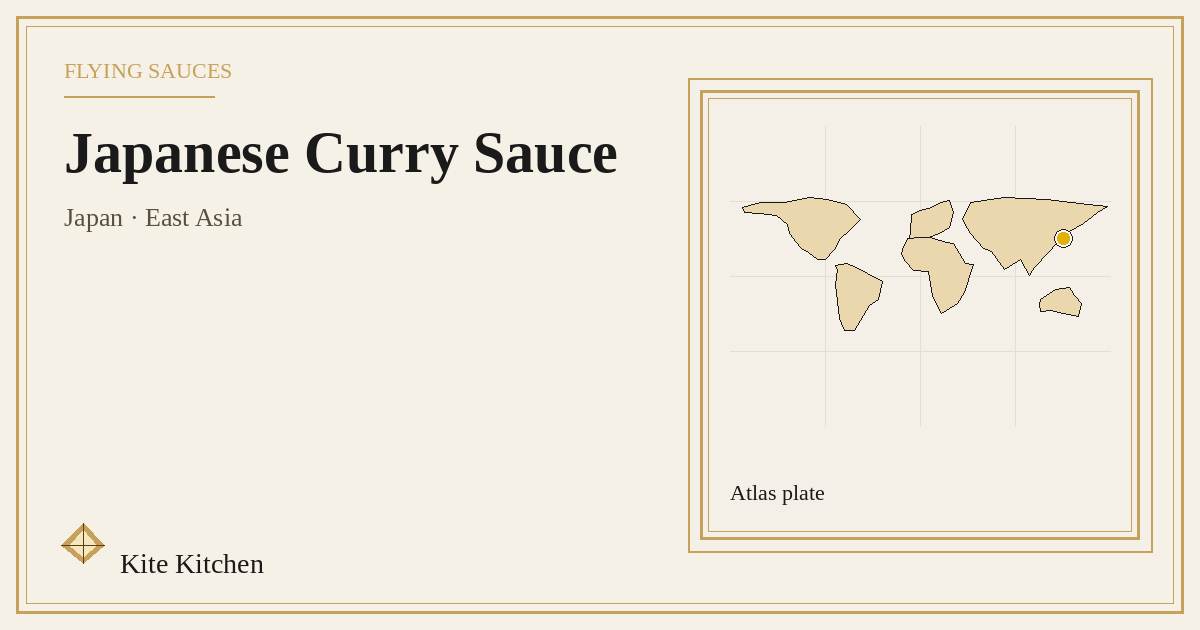 FLYING SAUCES
Japanese Curry Sauce
Japan · East Asia
Atlas plate
Kite Kitchen